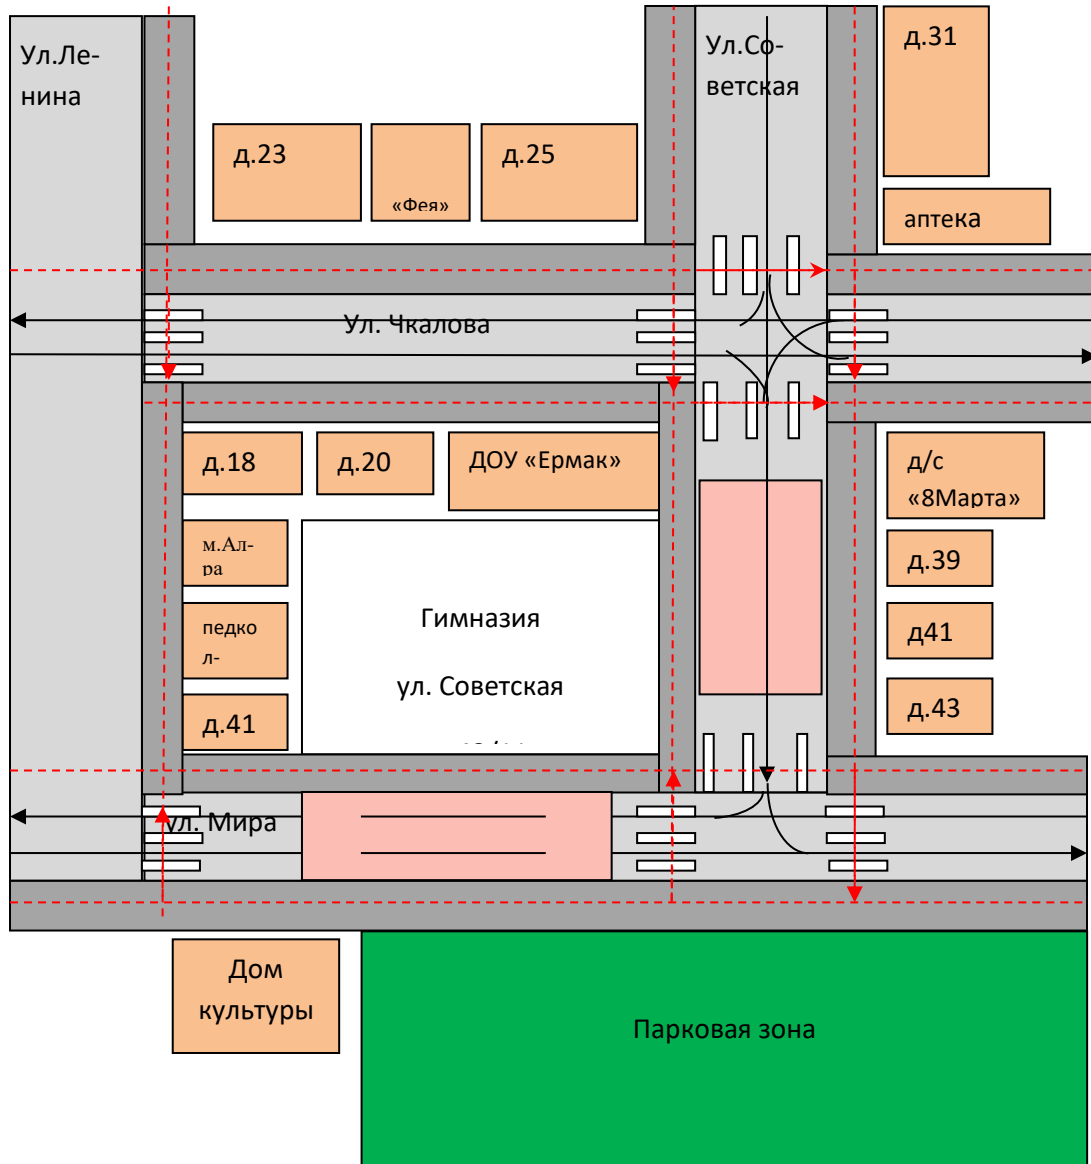 Ул.Ле-
нина
Ул.Со-
ветская
д.31
д.23
«Фея»
д.25
аптека
Ул. Чкалова
д.18
д.20
ДОУ «Ермак»
д/с
«8Марта»
м.Ал-
ра
д.39
Гимназия
ул. Советская
педко
л-
д41
д.41
д.43
ул. Мира
Дом
культуры
Парковая зона